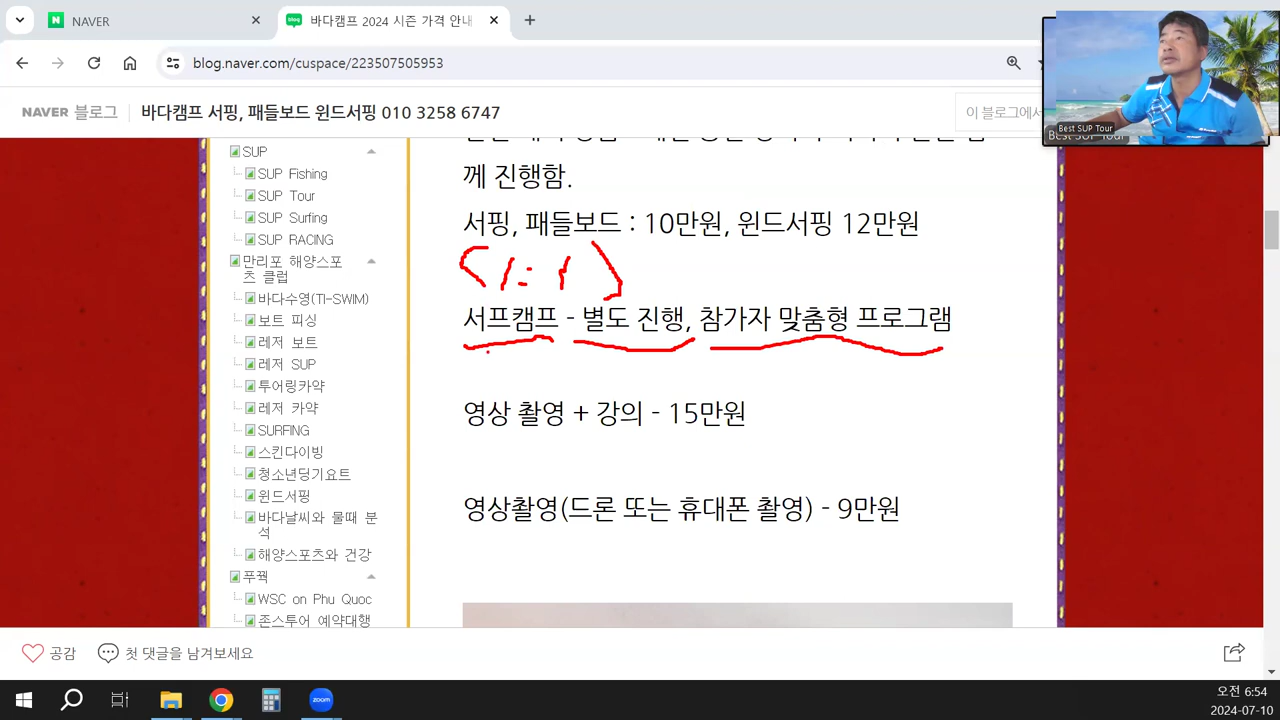 NAVER
바다캠프 2024 시즌 가격 안내
blog.naver.com/cuspace/223507505953
NAVER 블로그
바다캠프 서핑, 패들보드 윈드서핑 010 3258 6747
이 블로그에서
Best SUP Tour
SUP
SUP Fishing
SUP Tour
SUP Surfing
SUP RACING
만리포 해양스포
츠 클럽
바다수영(TI-SWIM)
보트 피싱
레저 보트
레저 SUP
투어링카약
레저 카약
SURFING
스킨다이빙
청소년딩기요트
윈드서핑
바다날씨와 물때 분
석
해양스포츠와 건강
푸꿕
WSC on Phu Quoc
존스투어 예약대행
께 진행함.
서핑, 패들보드 : 10만원, 윈드서핑 12만원
(1:1)
서프캠프 - 별도 진행, 참가자 맞춤형 프로그램
영상 촬영 + 강의 - 15만원
영상촬영(드론 또는 휴대폰 촬영) - 9만원
공감
첫 댓글을 남겨보세요
zoom
오전 6:54
2024-07-10